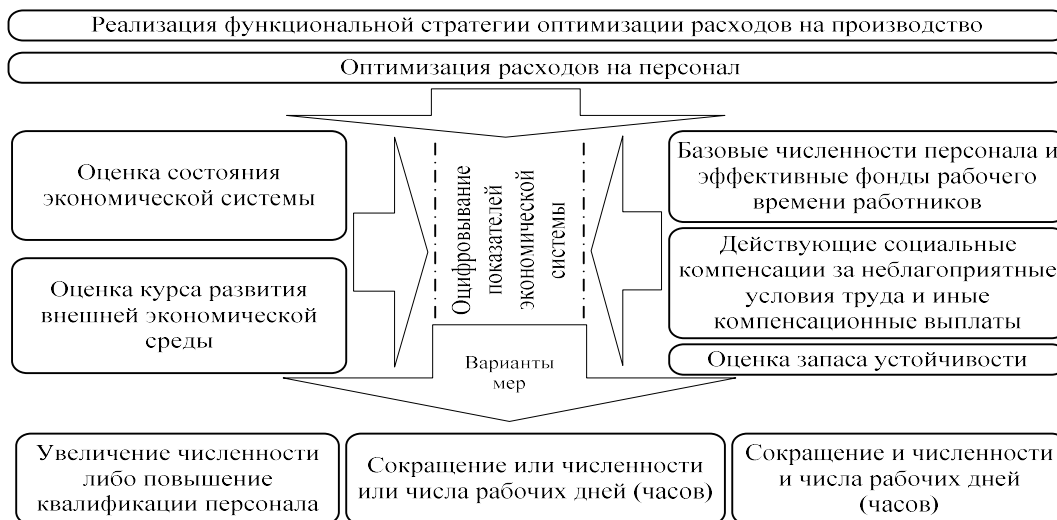 Реализация функциональной стратегии оптимизации расходов на производство
Оптимизация расходов на персонал
Оценка состояния
экономической системы
Оценка курса развития
внешней экономической
среды
Оцифровывание
показателей
экономической
системы
Базовые численности персонала и
эффективные фонды рабочего
времени работников
Действующие социальные
компенсации за неблагоприятные
условия труда и иные
компенсационные выплаты
Оценка запаса устойчивости
Варианты
мер
Увеличение численности
либо повышение
квалификации персонала
Сокращение или численности
или числа рабочих дней (часов)
Сокращение и численности
и числа рабочих дней
(часов)